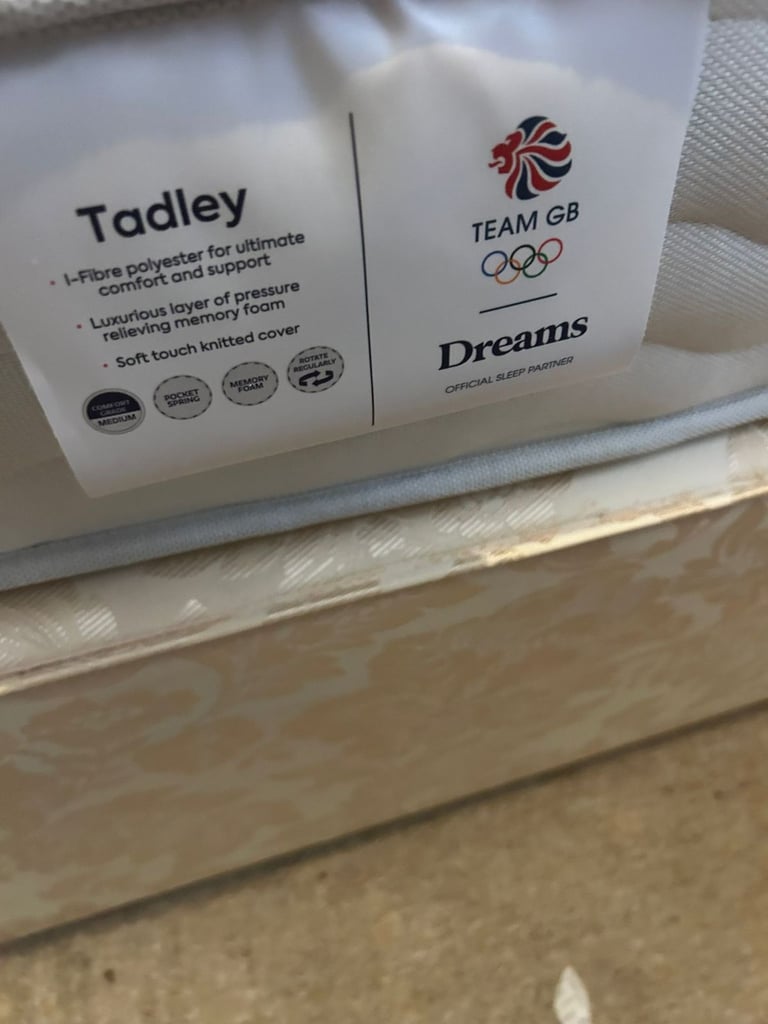 Tadley
• I-Fibre polyester for ultimate
comfort and support
• Luxurious layer of pressure
relieving memory foam
• Soft touch knitted cover
COMFORT
GRADE
MEDIUM
POCKET
SPRING
MEMORY
FOAM
ROTATE
REGULARLY
TEAM GB
Dreams
OFFICIAL SLEEP PARTNER